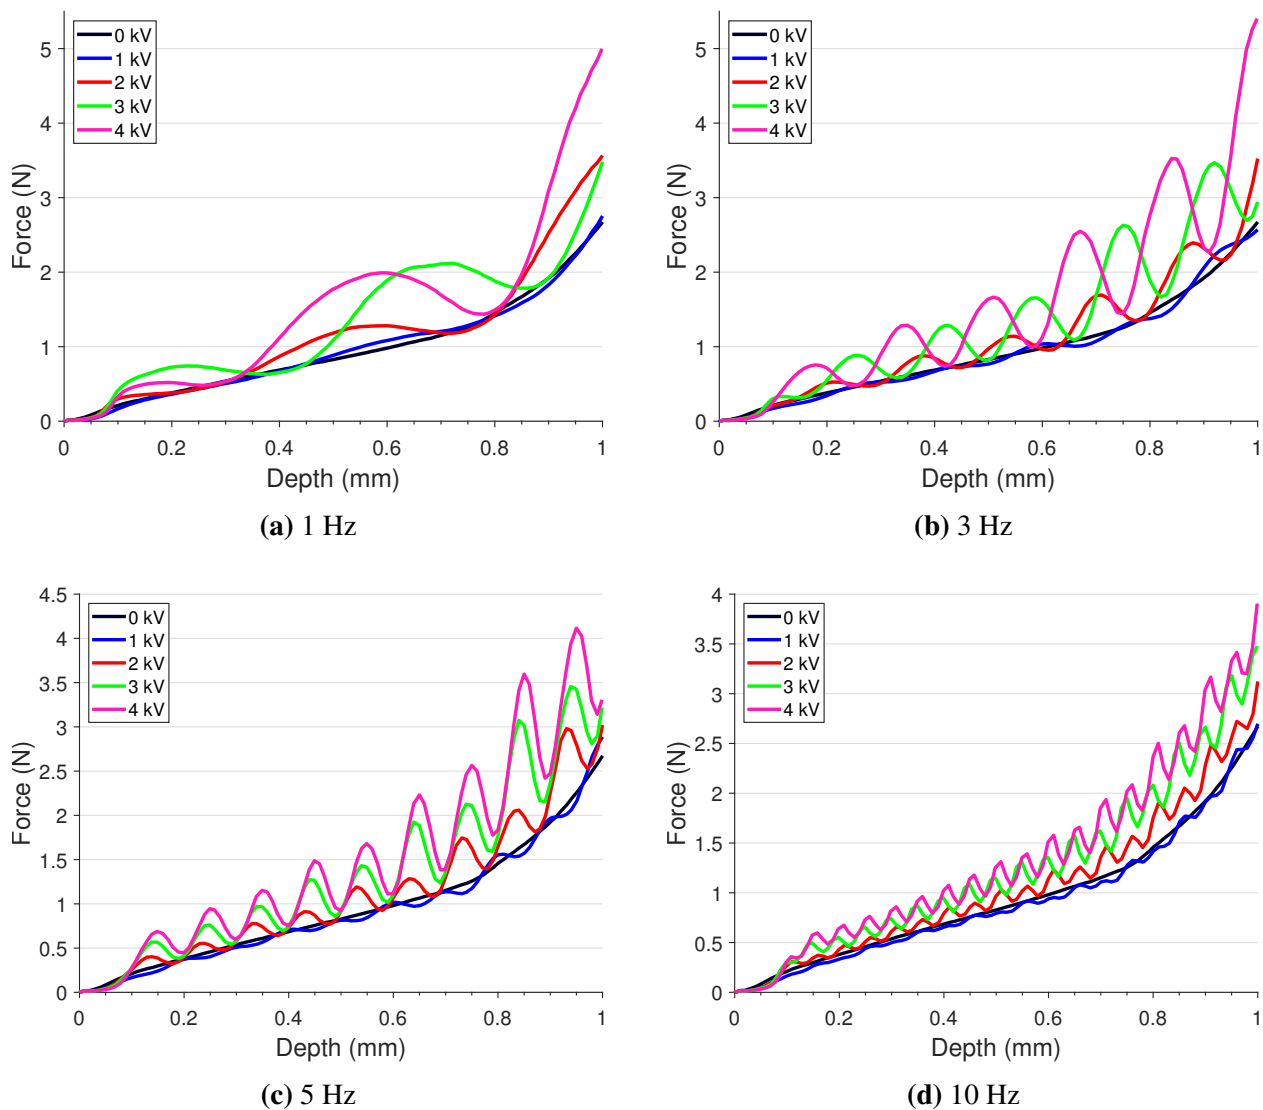 0 kV
1 kV
2 kV
3 kV
4 kV
5
4
3
2
1
0
Force (N)
0 0.2 0.4 0.6 0.8 1
Depth (mm)
(a) 1 Hz
0 kV
1 kV
2 kV
3 kV
4 kV
5
4
3
2
1
0
Force (N)
0 0.2 0.4 0.6 0.8 1
Depth (mm)
(b) 3 Hz
0 kV
1 kV
2 kV
3 kV
4 kV
4.5
4
3.5
3
2.5
2
1.5
1
0.5
0
Force (N)
0 0.2 0.4 0.6 0.8 1
Depth (mm)
(c) 5 Hz
0 kV
1 kV
2 kV
3 kV
4 kV
4
3.5
3
2.5
2
1.5
1
0.5
0
Force (N)
0 0.2 0.4 0.6 0.8 1
Depth (mm)
(d) 10 Hz